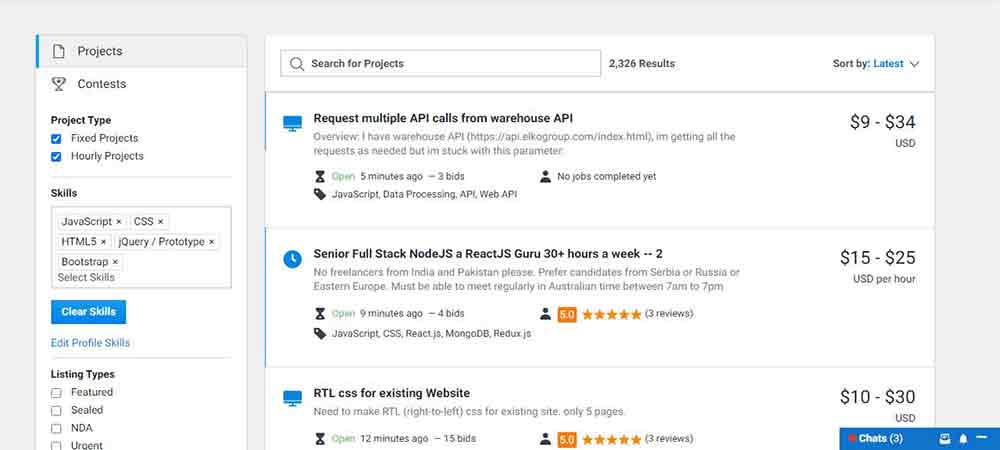 Projects
Contests
Project Type
Fixed Projects
Hourly Projects
Skills
JavaScript × CSS ×
HTML5 × jQuery / Prototype ×
Bootstrap ×
Select Skills
Clear Skills
Edit Profile Skills
Listing Types
Featured
Sealed
NDA
Urgent
Search for Projects
2,326 Results
Sort by: Latest
Request multiple API calls from warehouse API
$9 - $34
Overview: I have warehouse API (https://api.elkogroup.com/index.html), im getting all the
USD
requests as needed but im stuck with this parameter:
Open 5 minutes ago — 3 bids
No jobs completed yet
JavaScript, Data Processing, API, Web API
Senior Full Stack NodeJS a ReactJS Guru 30+ hours a week -- 2
$15 - $25
No freelancers from India and Pakistan please. Prefer candidates from Serbia or Russia or
USD per hour
Eastern Europe. Must be able to meet regularly in Australian time between 7am to 7pm
Open 9 minutes ago — 4 bids
5.0 (3 reviews)
JavaScript, CSS, React.js, MongoDB, Redux.js
RTL css for existing Website
$10 - $30
Need to make RTL (right-to-left) css for existing site. only 5 pages.
USD
Open 12 minutes ago — 15 bids
5.0 (3 reviews)
Chats (3)